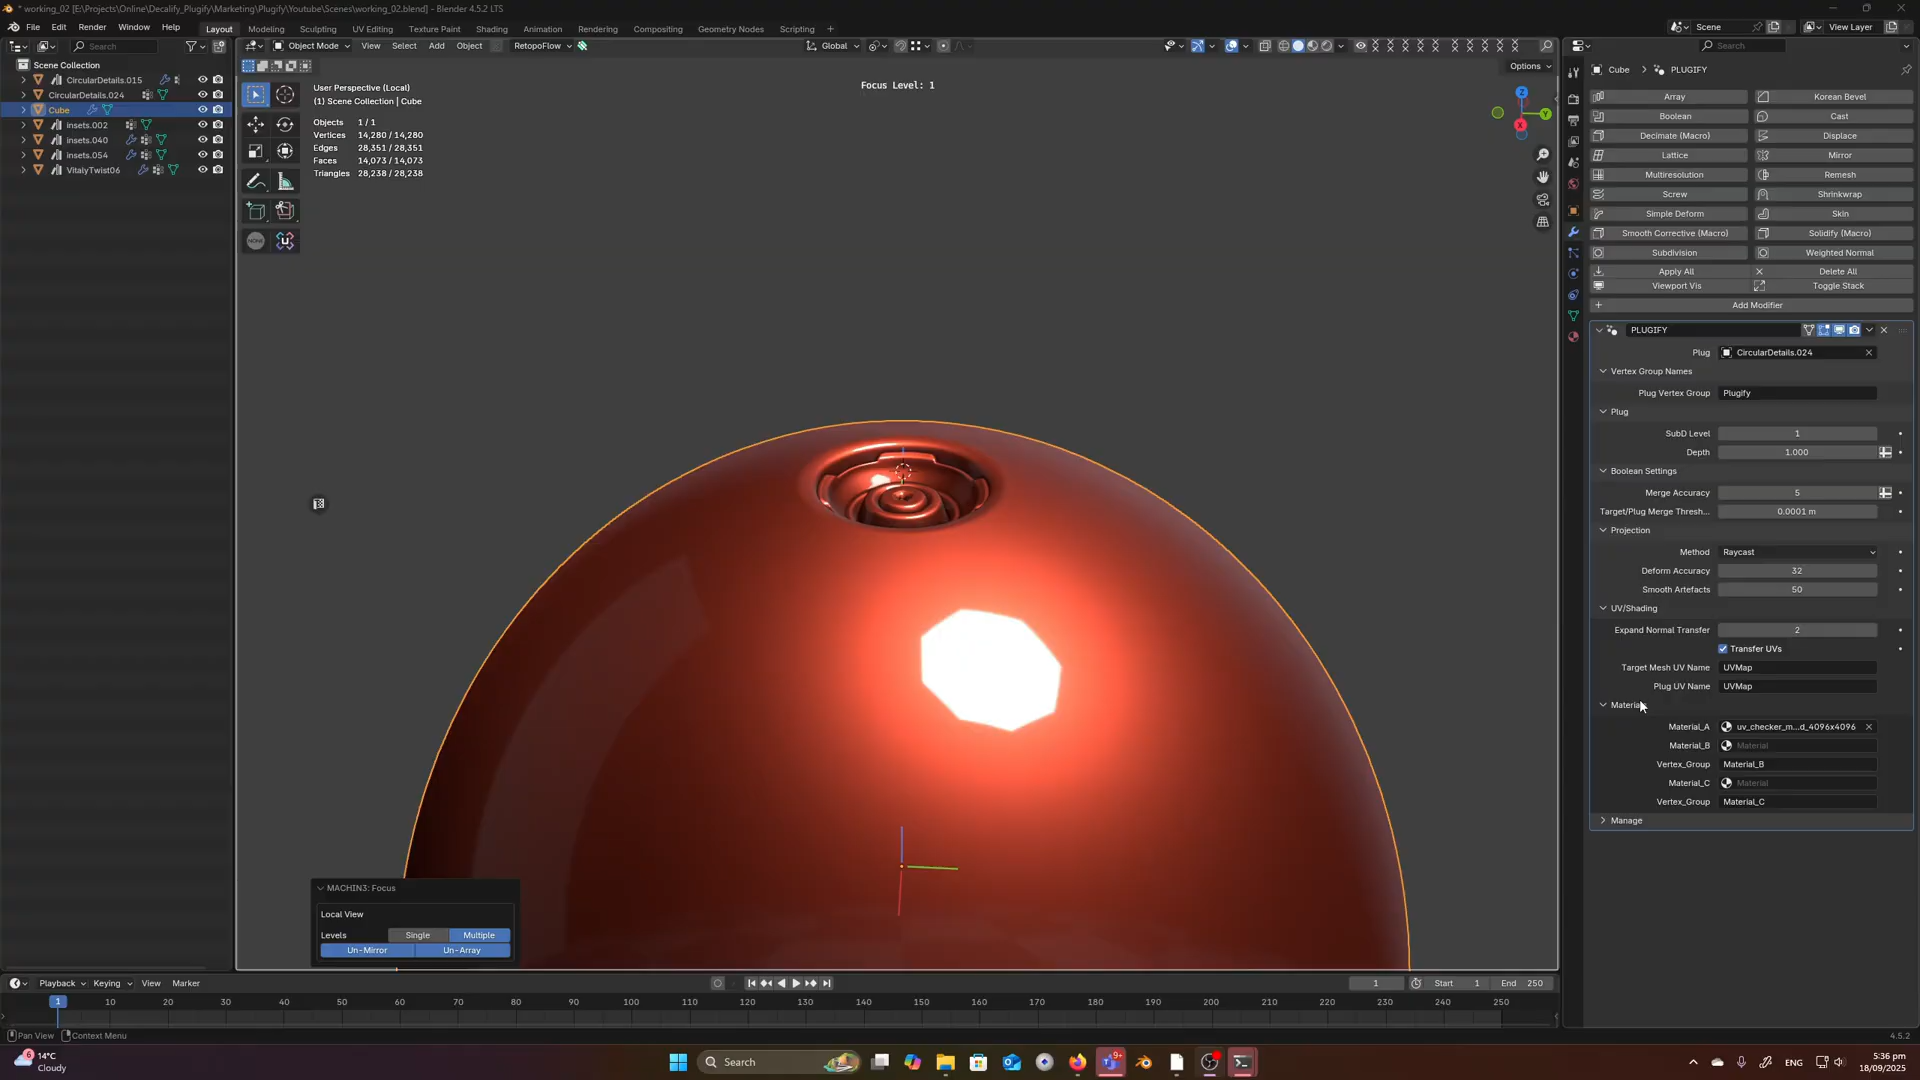 * working_02 [E:\Projects\Online\Decalify_Plugify\Marketing\Plugify\Youtube\Scenes\working_02.blend] - Blender 4.5.2 LTS
File Edit Render Window Help
Layout Modeling Sculpting UV Editing Texture Paint Shading Animation Rendering Compositing Geometry Nodes Scripting +
Scene
View Layer
Search
Object Mode View Select Add Object RetopoFlow
Global
Search
Options
Scene Collection
CircularDetails.015
CircularDetails.024
Cube
insets.002
insets.040
insets.054
VitalyTwist06
User Perspective (Local)
(1) Scene Collection | Cube
Objects 1 / 1
Vertices 14,280 / 14,280
Edges 28,351 / 28,351
Faces 14,073 / 14,073
Triangles 28,238 / 28,238
Focus Level: 1
NONE
Z
Y
X
MACHIN3: Focus
Local View
Levels Single Multiple
Un-Mirror Un-Array
Cube PLUGIFY
Array Korean Bevel
Boolean Cast
Decimate (Macro) Displace
Lattice Mirror
Multiresolution Remesh
Screw Shrinkwrap
Simple Deform Skin
Smooth Corrective (Macro) Solidify (Macro)
Subdivision Weighted Normal
Apply All Delete All
Viewport Vis Toggle Stack
Add Modifier
PLUGIFY
Plug CircularDetails.024
Vertex Group Names
Plug Vertex Group Plugify
Plug
SubD Level 1
Depth 1.000
Boolean Settings
Merge Accuracy 5
Target/Plug Merge Thresh... 0.0001 m
Projection
Method Raycast
Deform Accuracy 32
Smooth Artefacts 50
UV/Shading
Expand Normal Transfer 2
Transfer UVs
Target Mesh UV Name UVMap
Plug UV Name UVMap
Material_A uv_checker_m...d_4096x4096
Material_B Material
Vertex_Group Material_B
Material_C Material
Vertex_Group Material_C
Manage
Playback Keying View Marker
1 Start 1 End 250
1 10 20 30 40 50 60 70 80 90 100 110 120 130 140 150 160 170 180 190 200 210 220 230 240 250
Pan View Context Menu
4.5.2
6
14°C
Cloudy
Search
9+
ENG
5:36 pm
18/09/2025